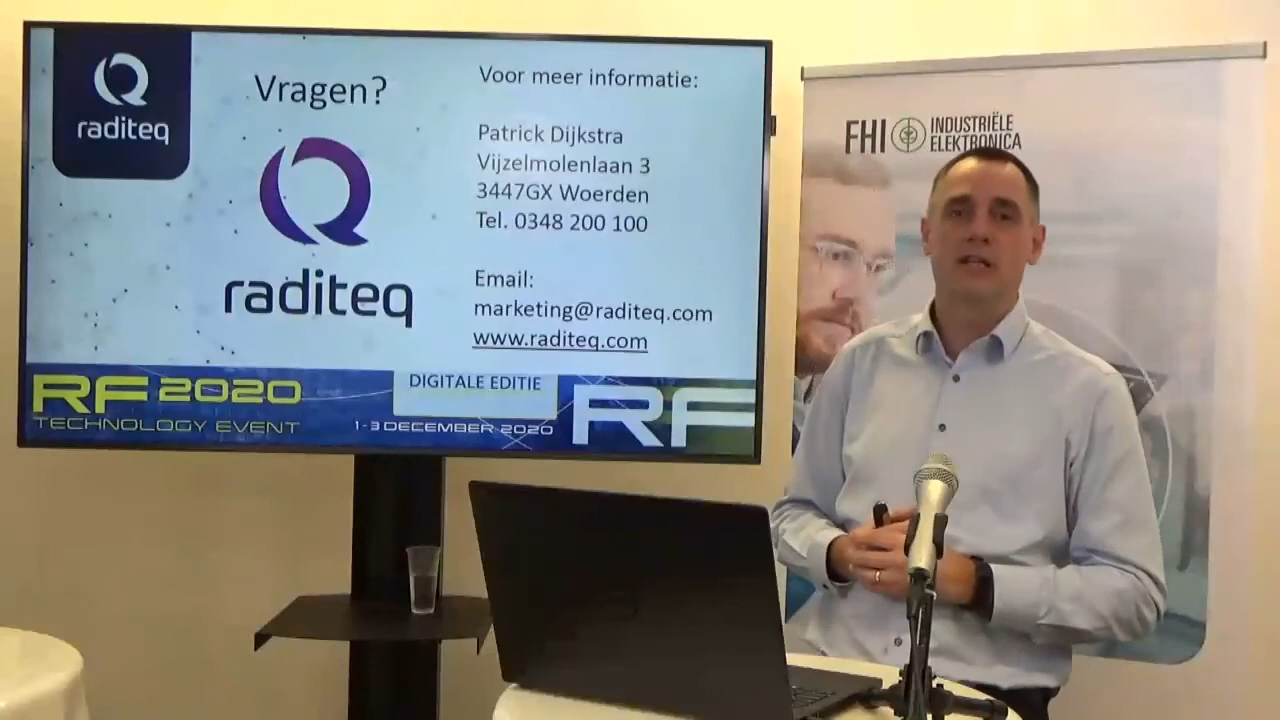 raditeq
Vragen?
raditeq
Voor meer informatie:
Patrick Dijkstra
Vijzelmolenlaan 3
3447GX Woerden
Tel. 0348 200 100
Email:
marketing@raditeq.com
www.raditeq.com
RF 2020
TECHNOLOGY EVENT
DIGITALE EDITIE
1-3 DECEMBER 2020
RF
FHI INDUSTRIËLE
ELEKTRONICA